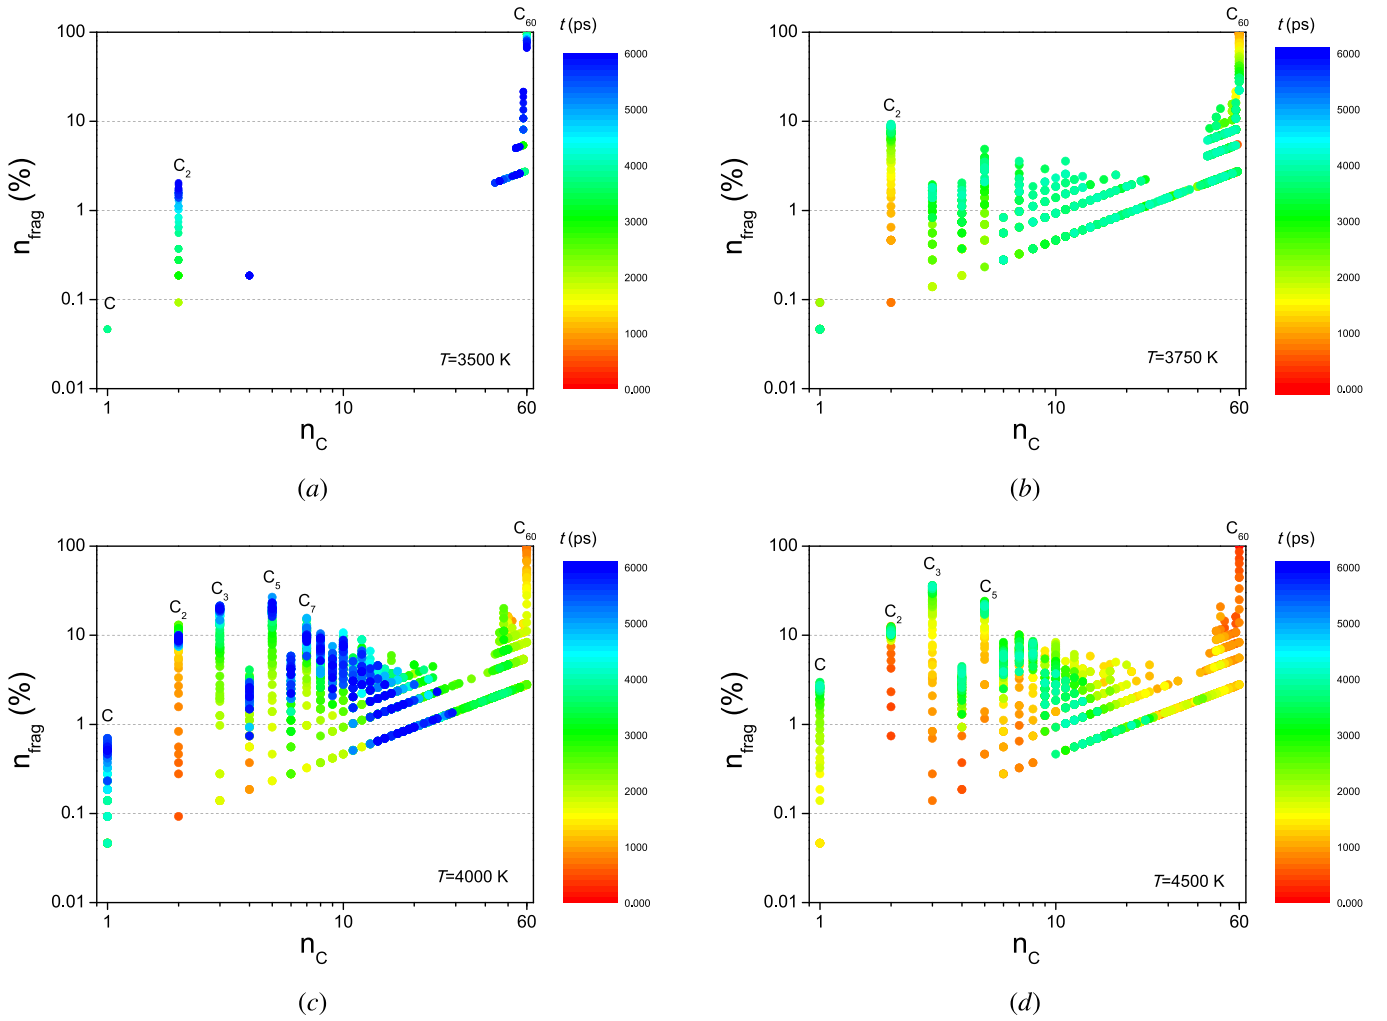 C60
t (ps)
100
10
1
0.1
0.01
nfrag (%)
C
C2
T=3500 K
1
10
60
nC
6000
5000
4000
3000
2000
1000
0.000
(a)
C60
t (ps)
100
10
1
0.1
0.01
nfrag (%)
C2
T=3750 K
1
10
60
nC
6000
5000
4000
3000
2000
1000
0.000
(b)
C60
t (ps)
100
10
1
0.1
0.01
nfrag (%)
C
C2
C3
C5
C7
T=4000 K
1
10
60
nC
6000
5000
4000
3000
2000
1000
0.000
(c)
C60
t (ps)
100
10
1
0.1
0.01
nfrag (%)
C
C2
C3
C5
T=4500 K
1
10
60
nC
6000
5000
4000
3000
2000
1000
0.000
(d)